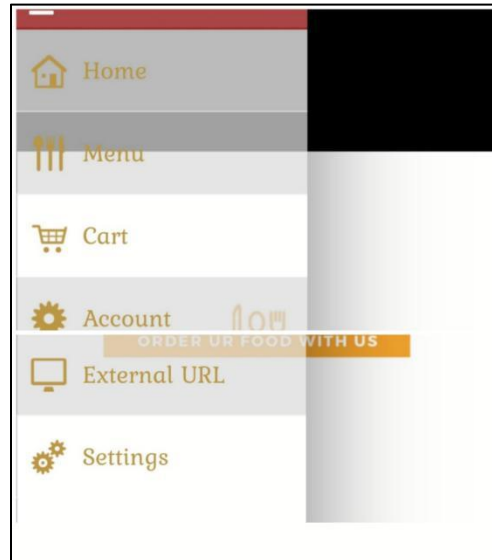 Home
Menu
Cart
Account
ORDER UR FOOD WITH US
External URL
Settings